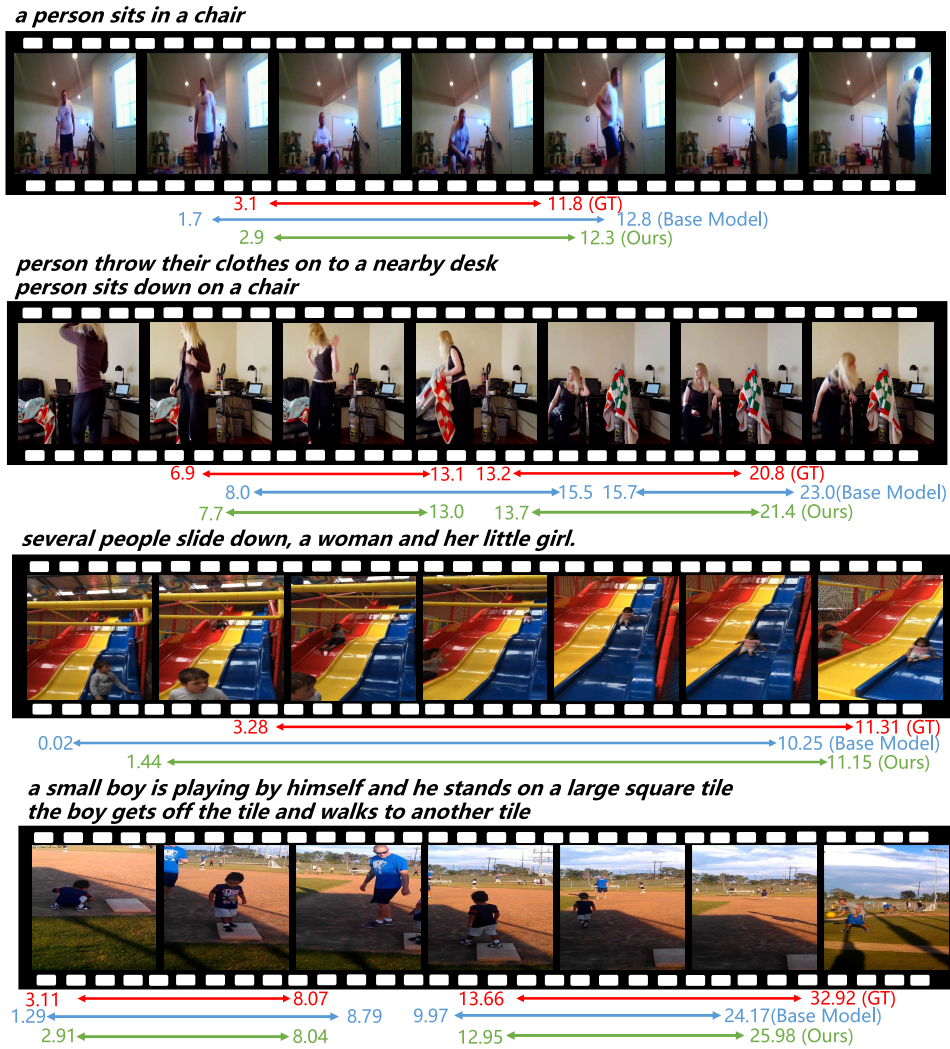 a person sits in a chair
3.1 11.8 (GT)
1.7 12.8 (Base Model)
2.9 12.3 (Ours)
person throw their clothes on to a nearby desk
person sits down on a chair
6.9 13.1 13.2 20.8 (GT)
8.0 15.5 15.7 23.0(Base Model)
7.7 13.0 13.7 21.4 (Ours)
several people slide down, a woman and her little girl.
3.28 11.31 (GT)
0.02 10.25 (Base Model)
1.44 11.15 (Ours)
a small boy is playing by himself and he stands on a large square tile
the boy gets off the tile and walks to another tile
3.11 8.07 13.66 32.92 (GT)
1.29 8.79 9.97 24.17(Base Model)
2.91 8.04 12.95 25.98 (Ours)